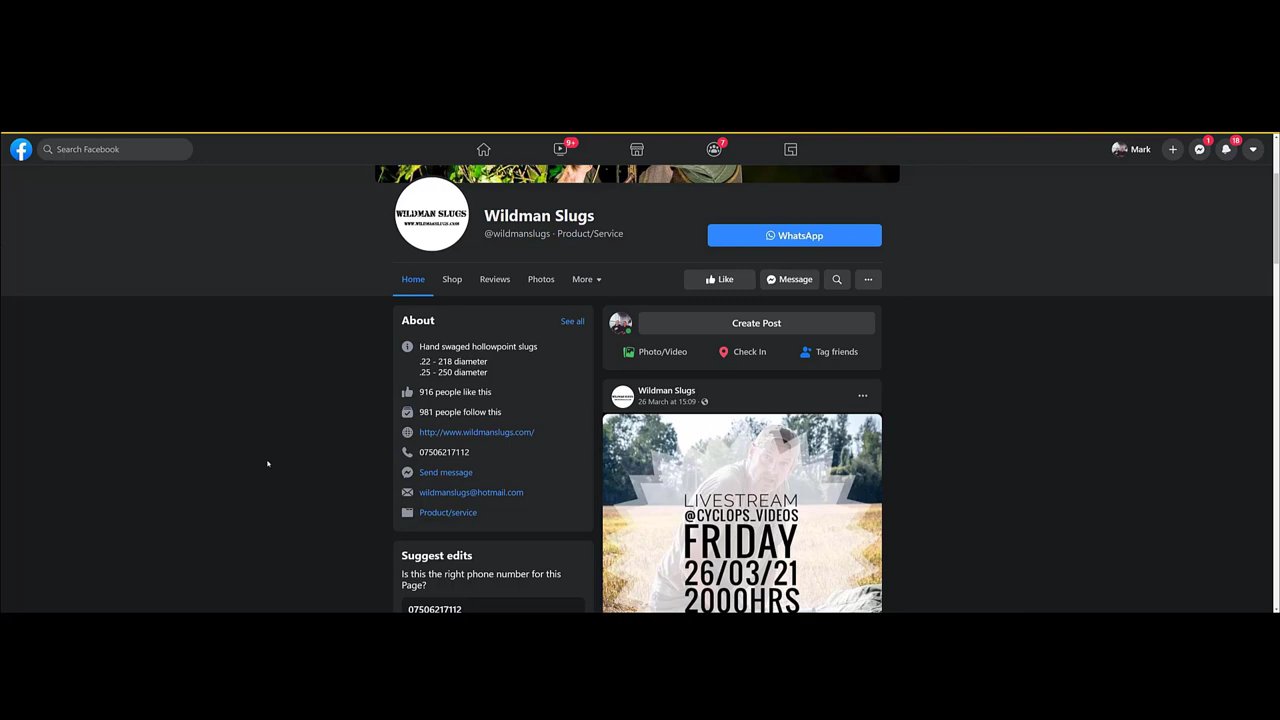 Search Facebook
9+
7
Mark
1
18
WILDMAN SLUGS
WWW.WILDMANSLUGS.COM
Wildman Slugs
@wildmanslugs · Product/Service
WhatsApp
Home
Shop
Reviews
Photos
More
Like
Message
About
See all
Hand swaged hollowpoint slugs
.22 - 218 diameter
.25 - 250 diameter
916 people like this
981 people follow this
http://www.wildmanslugs.com/
07506217112
Send message
wildmanslugs@hotmail.com
Product/service
Suggest edits
Is this the right phone number for this
Page?
07506217112
Create Post
Photo/Video
Check In
Tag friends
Wildman Slugs
26 March at 15:09 ·
LIVESTREAM
@CYCLOPS_VIDEOS
FRIDAY
26/03/21
2000HRS